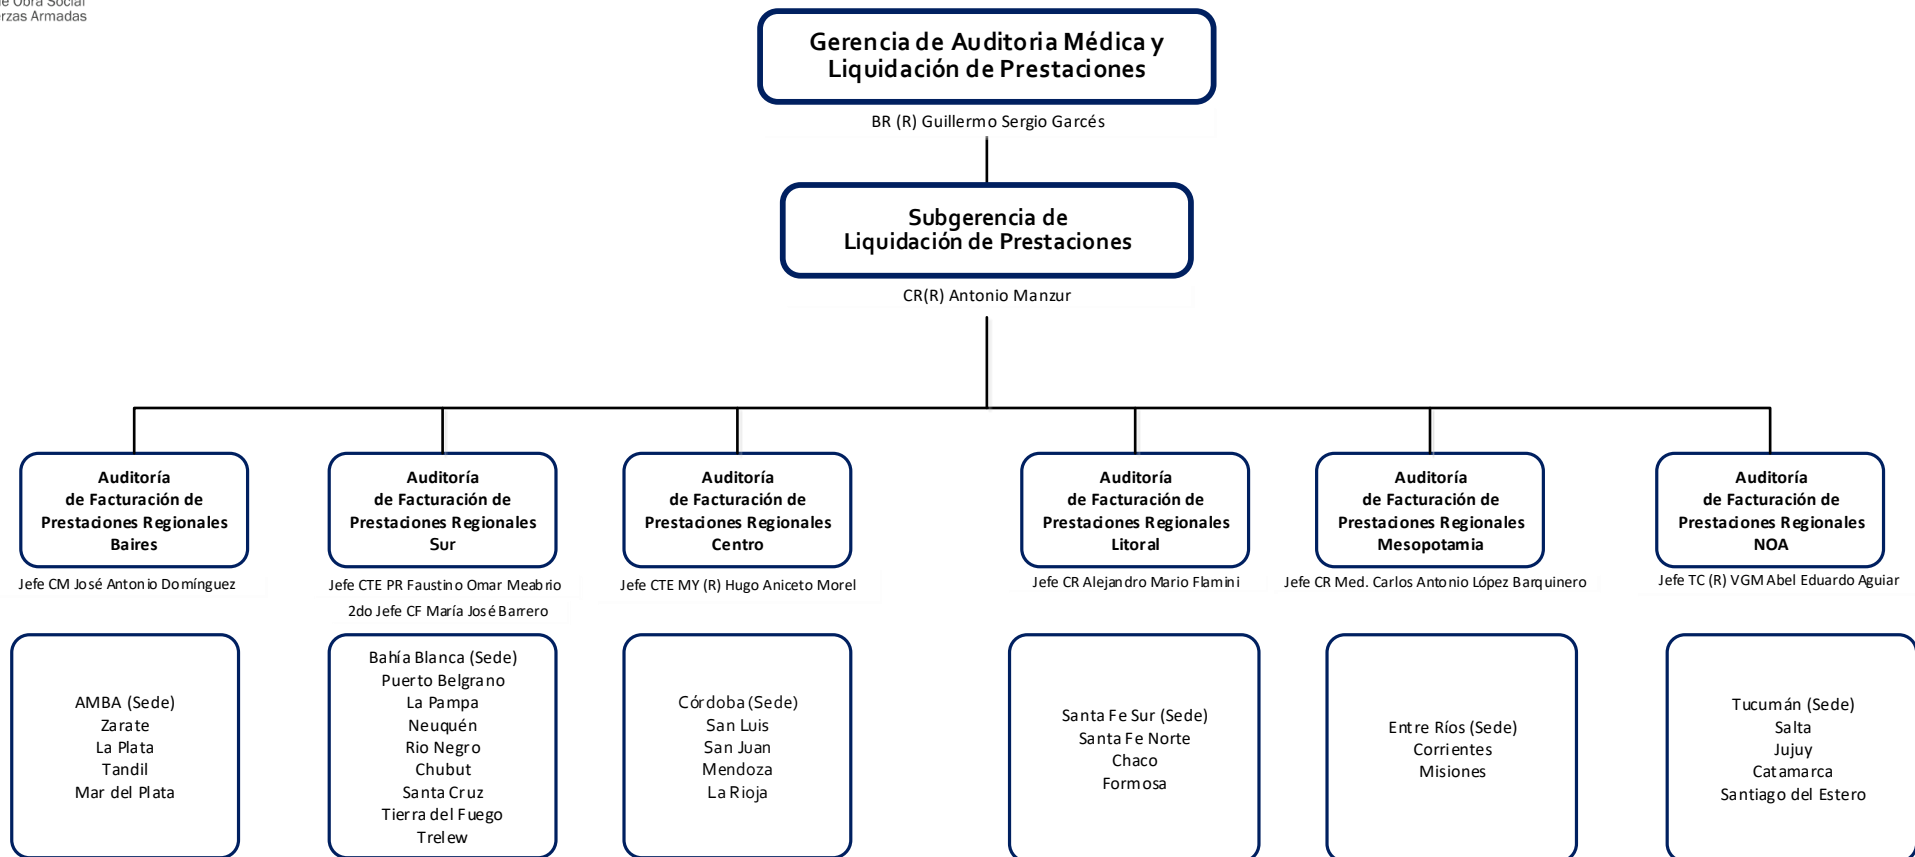 de Obra Social
erzas Armadas
Gerencia de Auditoria Médica y
Liquidación de Prestaciones
BR (R) Guillermo Sergio Garcés
Subgerencia de
Liquidación de Prestaciones
CR(R) Antonio Manzur
Auditoría
de Facturación de
Prestaciones Regionales
Baires
Jefe CM José Antonio Domínguez
AMBA (Sede)
Zarate
La Plata
Tandil
Mar del Plata
Auditoría
de Facturación de
Prestaciones Regionales
Sur
Jefe CTE PR Faustino Omar Meabrio
2do Jefe CF María José Barrero
Bahía Blanca (Sede)
Puerto Belgrano
La Pampa
Neuquén
Rio Negro
Chubut
Santa Cruz
Tierra del Fuego
Trelew
Auditoría
de Facturación de
Prestaciones Regionales
Centro
Jefe CTE MY (R) Hugo Aniceto Morel
Córdoba (Sede)
San Luis
San Juan
Mendoza
La Rioja
Auditoría
de Facturación de
Prestaciones Regionales
Litoral
Jefe CR Alejandro Mario Flamini
Santa Fe Sur (Sede)
Santa Fe Norte
Chaco
Formosa
Auditoría
de Facturación de
Prestaciones Regionales
Mesopotamia
Jefe CR Med. Carlos Antonio López Barquinero
Entre Ríos (Sede)
Corrientes
Misiones
Auditoría
de Facturación de
Prestaciones Regionales
NOA
Jefe TC (R) VGM Abel Eduardo Aguiar
Tucumán (Sede)
Salta
Jujuy
Catamarca
Santiago del Estero